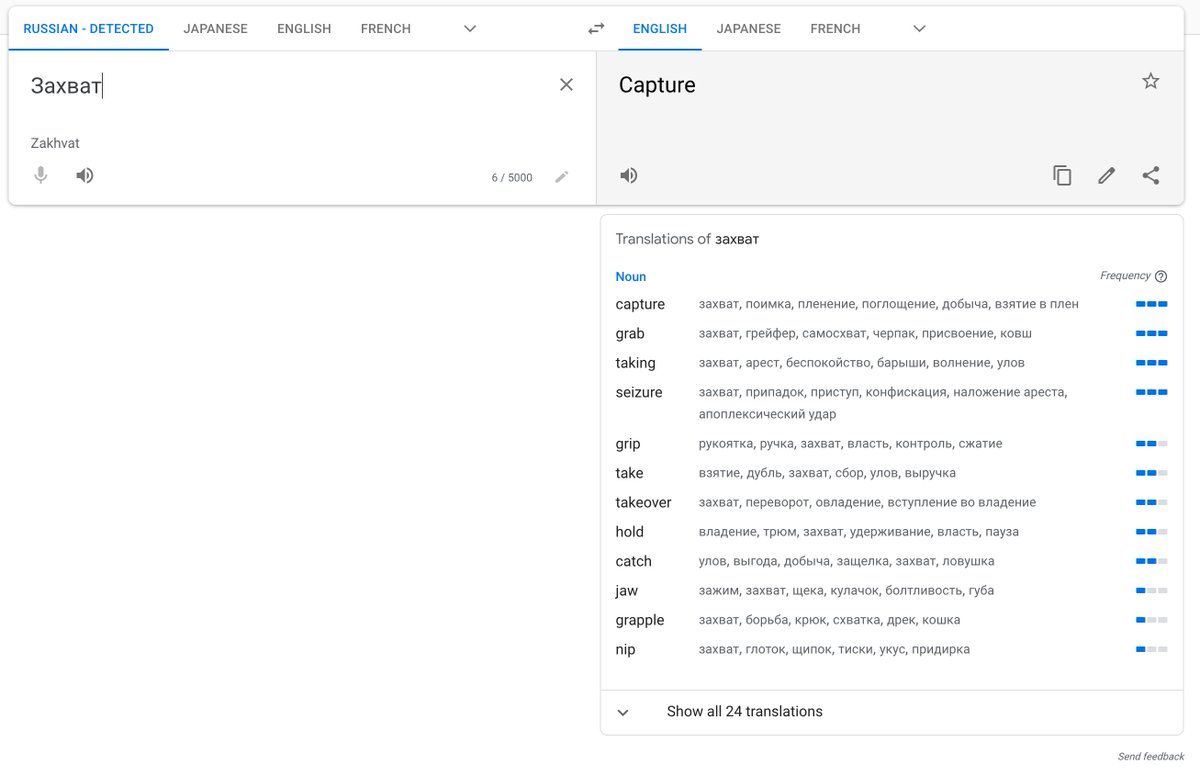 RUSSIAN - DETECTED JAPANESE ENGLISH FRENCH ENGLISH JAPANESE FRENCH
Захват
Capture
Zakhvat
6 / 5000
Translations of захват
Noun Frequency
capture захват, поимка, пленение, поглощение, добыча, взятие в плен
grab захват, грейфер, самосхват, черпак, присвоение, ковш
taking захват, арест, беспокойство, барыши, волнение, улов
seizure захват, припадок, приступ, конфискация, наложение ареста,
апоплексический удар
grip рукоятка, ручка, захват, власть, контроль, сжатие
take взятие, дубль, захват, сбор, улов, выручка
takeover захват, переворот, овладение, вступление во владение
hold владение, трюм, захват, удерживание, власть, пауза
catch улов, выгода, добыча, защелка, захват, ловушка
jaw зажим, захват, щека, кулачок, болтливость, губа
grapple захват, борьба, крюк, схватка, дрек, кошка
nip захват, глоток, щипок, тиски, укус, придирка
Show all 24 translations
Send feedback